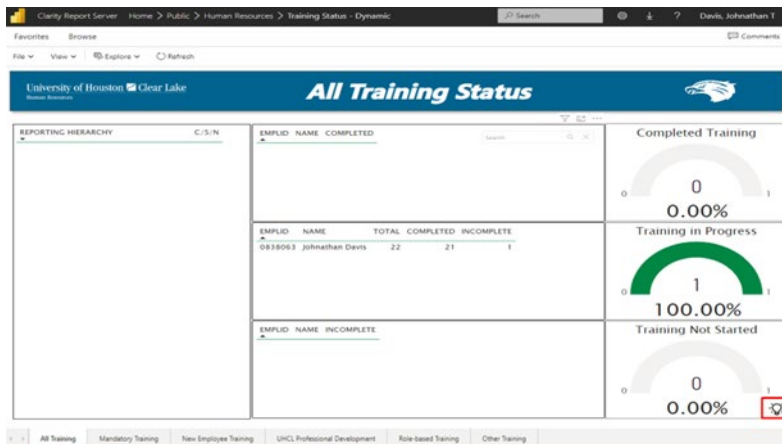 Clarity Report Server Home > Public > Human Resources > Training Status - Dynamic Search ? Davis, Johnathan T
Favorites Browse Comments
File View Explore Refresh
University of Houston Clear Lake
Human Resources
All Training Status
REPORTING HIERARCHY C/S/N
EMPLID NAME COMPLETED
Search
Completed Training
0
0 1
0.00%
EMPLID NAME TOTAL COMPLETED INCOMPLETE
0838063 Johnathan Davis 22 21 1
Training in Progress
1
0 1
100.00%
EMPLID NAME INCOMPLETE
Training Not Started
0
0 1
0.00%
All Training Mandatory Training New Employee Training UHCL Professional Development Role-based Training Other Training